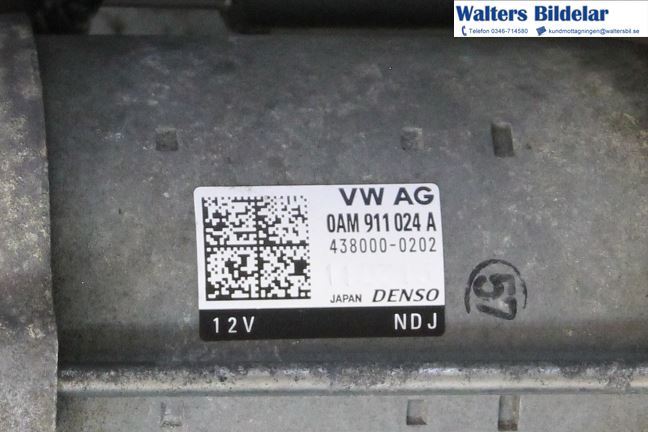 Walters Bildelar
Telefon 0346-714580 kundmottagningen@waltersbil.se
VW AG
0AM 911 024 A
438000-0202
JAPAN DENSO
12V NDJ
57